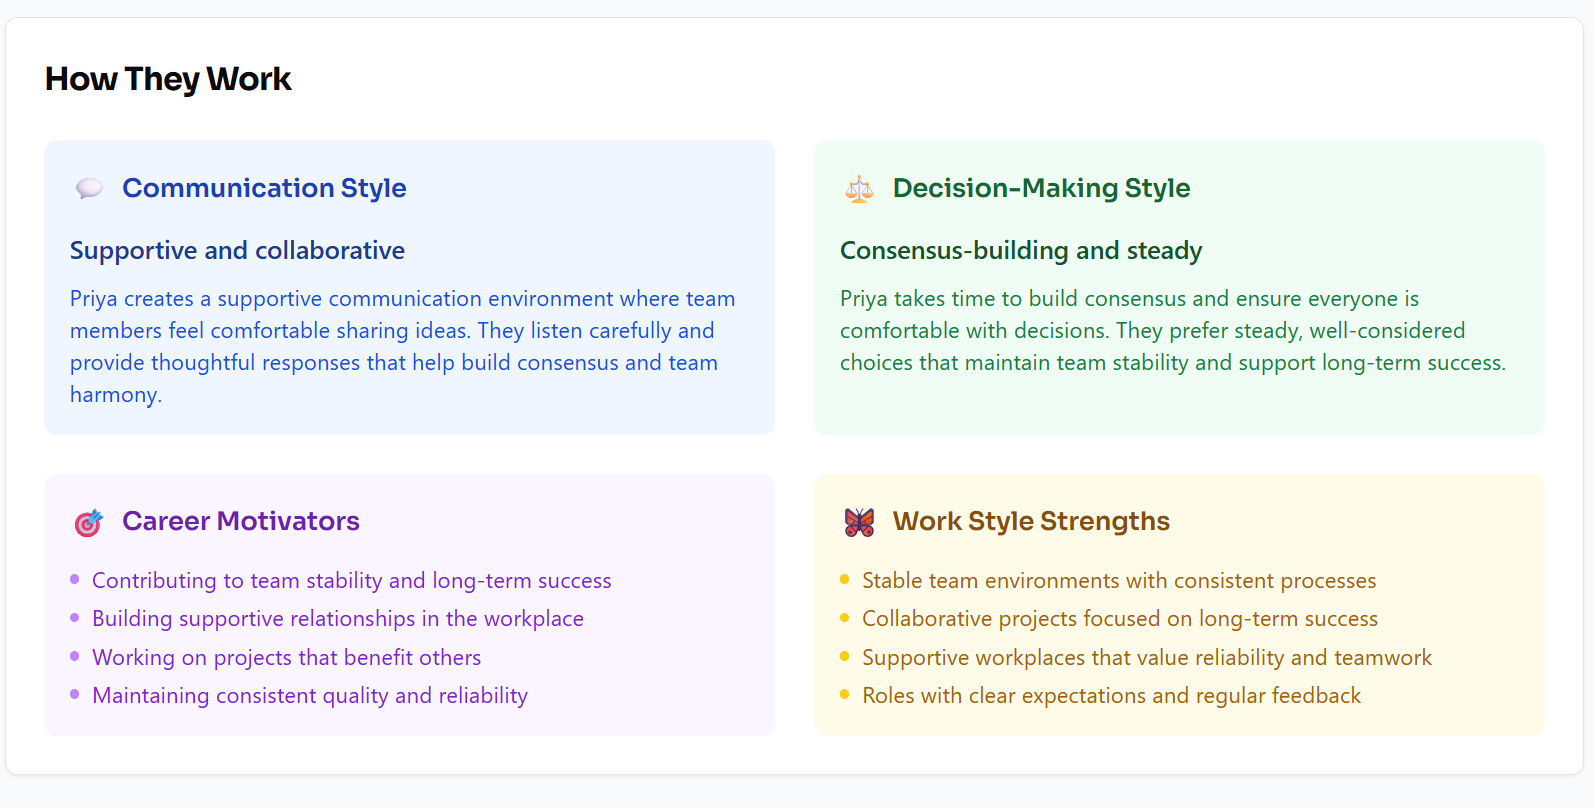 How They Work
Communication Style
Supportive and collaborative
Priya creates a supportive communication environment where team
members feel comfortable sharing ideas. They listen carefully and
provide thoughtful responses that help build consensus and team
harmony.
Decision-Making Style
Consensus-building and steady
Priya takes time to build consensus and ensure everyone is
comfortable with decisions. They prefer steady, well-considered
choices that maintain team stability and support long-term success.
Career Motivators
Contributing to team stability and long-term success
Building supportive relationships in the workplace
Working on projects that benefit others
Maintaining consistent quality and reliability
Work Style Strengths
Stable team environments with consistent processes
Collaborative projects focused on long-term success
Supportive workplaces that value reliability and teamwork
Roles with clear expectations and regular feedback